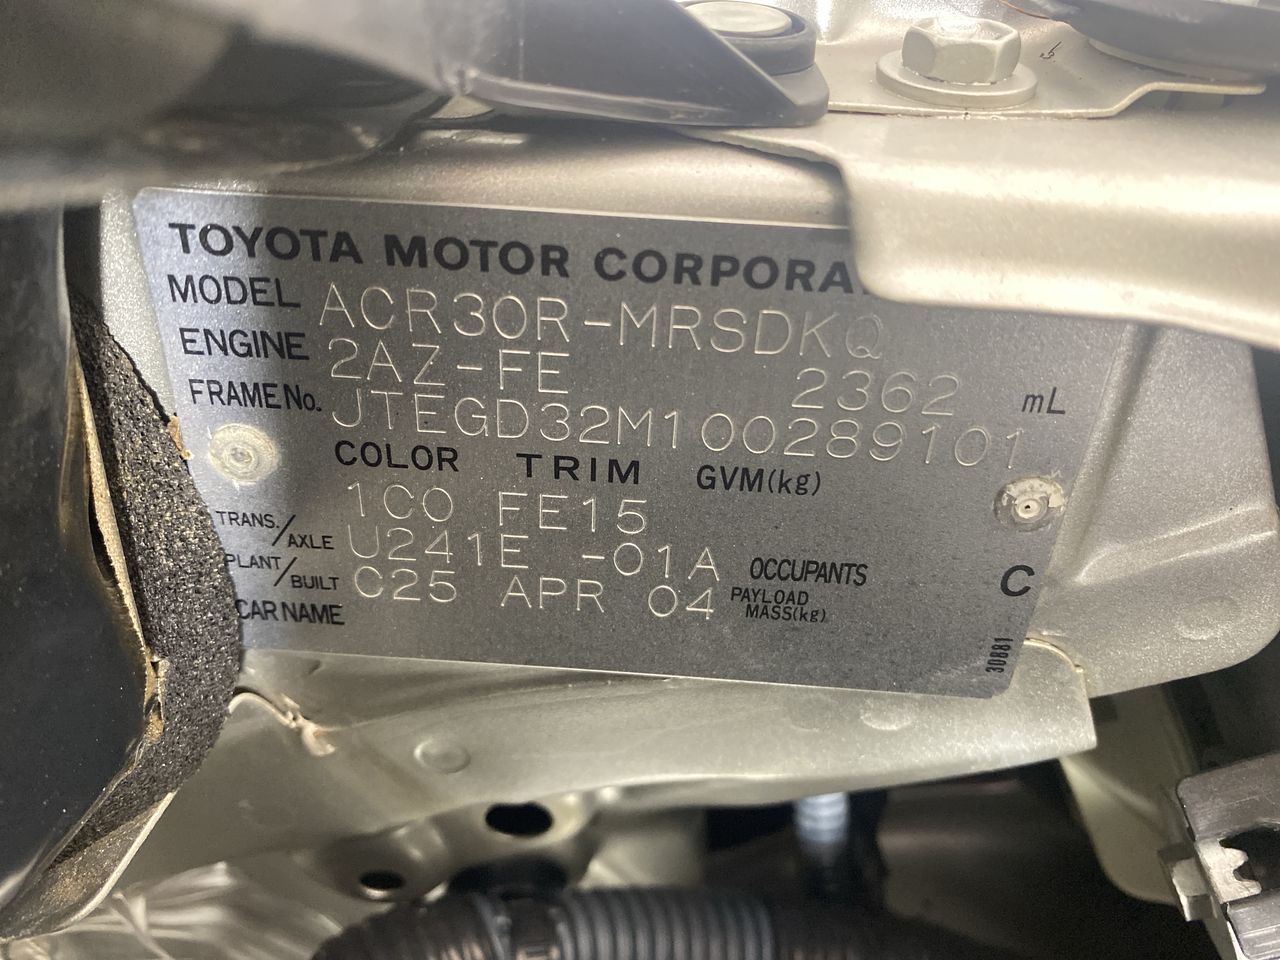 TOYOTA MOTOR CORPORA
MODEL ACR30R-MRSDKQ
ENGINE 2AZ-FE 2362 mL
FRAME No. JTEGD32M100289101
COLOR TRIM GVM(kg)
1C0 FE15
TRANS./AXLE U241E -01A OCCUPANTS C
PLANT/BUILT C25 APR 04 PAYLOAD MASS(kg)
CAR NAME
30881